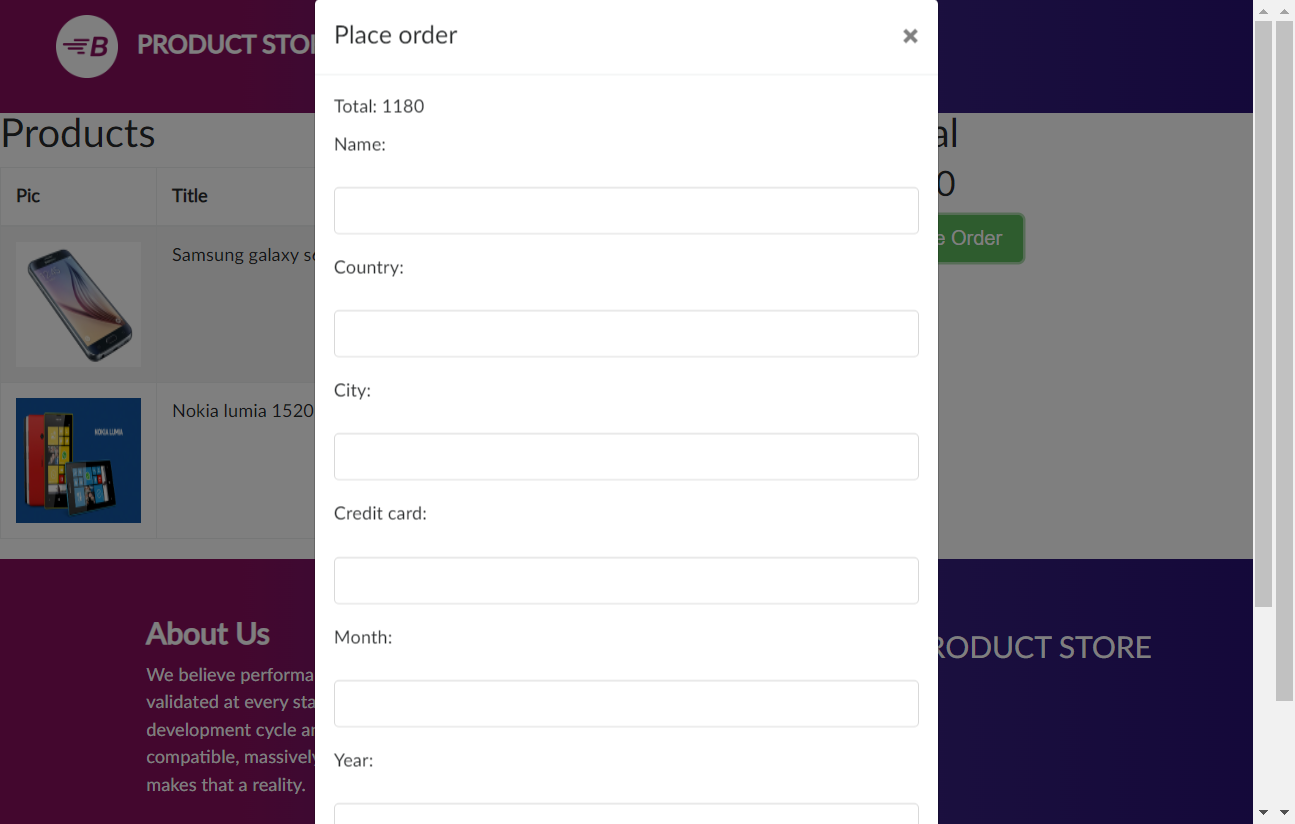 PRODUCT STO
Place order
Total: 1180
Name:
Country:
City:
Credit card:
Month:
Year:
Products
Pic
Title
Samsung galaxy
Nokia lumia 1520
NOKIA LUMIA
al
0
e Order
About Us
We believe performa
validated at every sta
development cycle
compatible, massively
makes that a reality.
RODUCT STORE